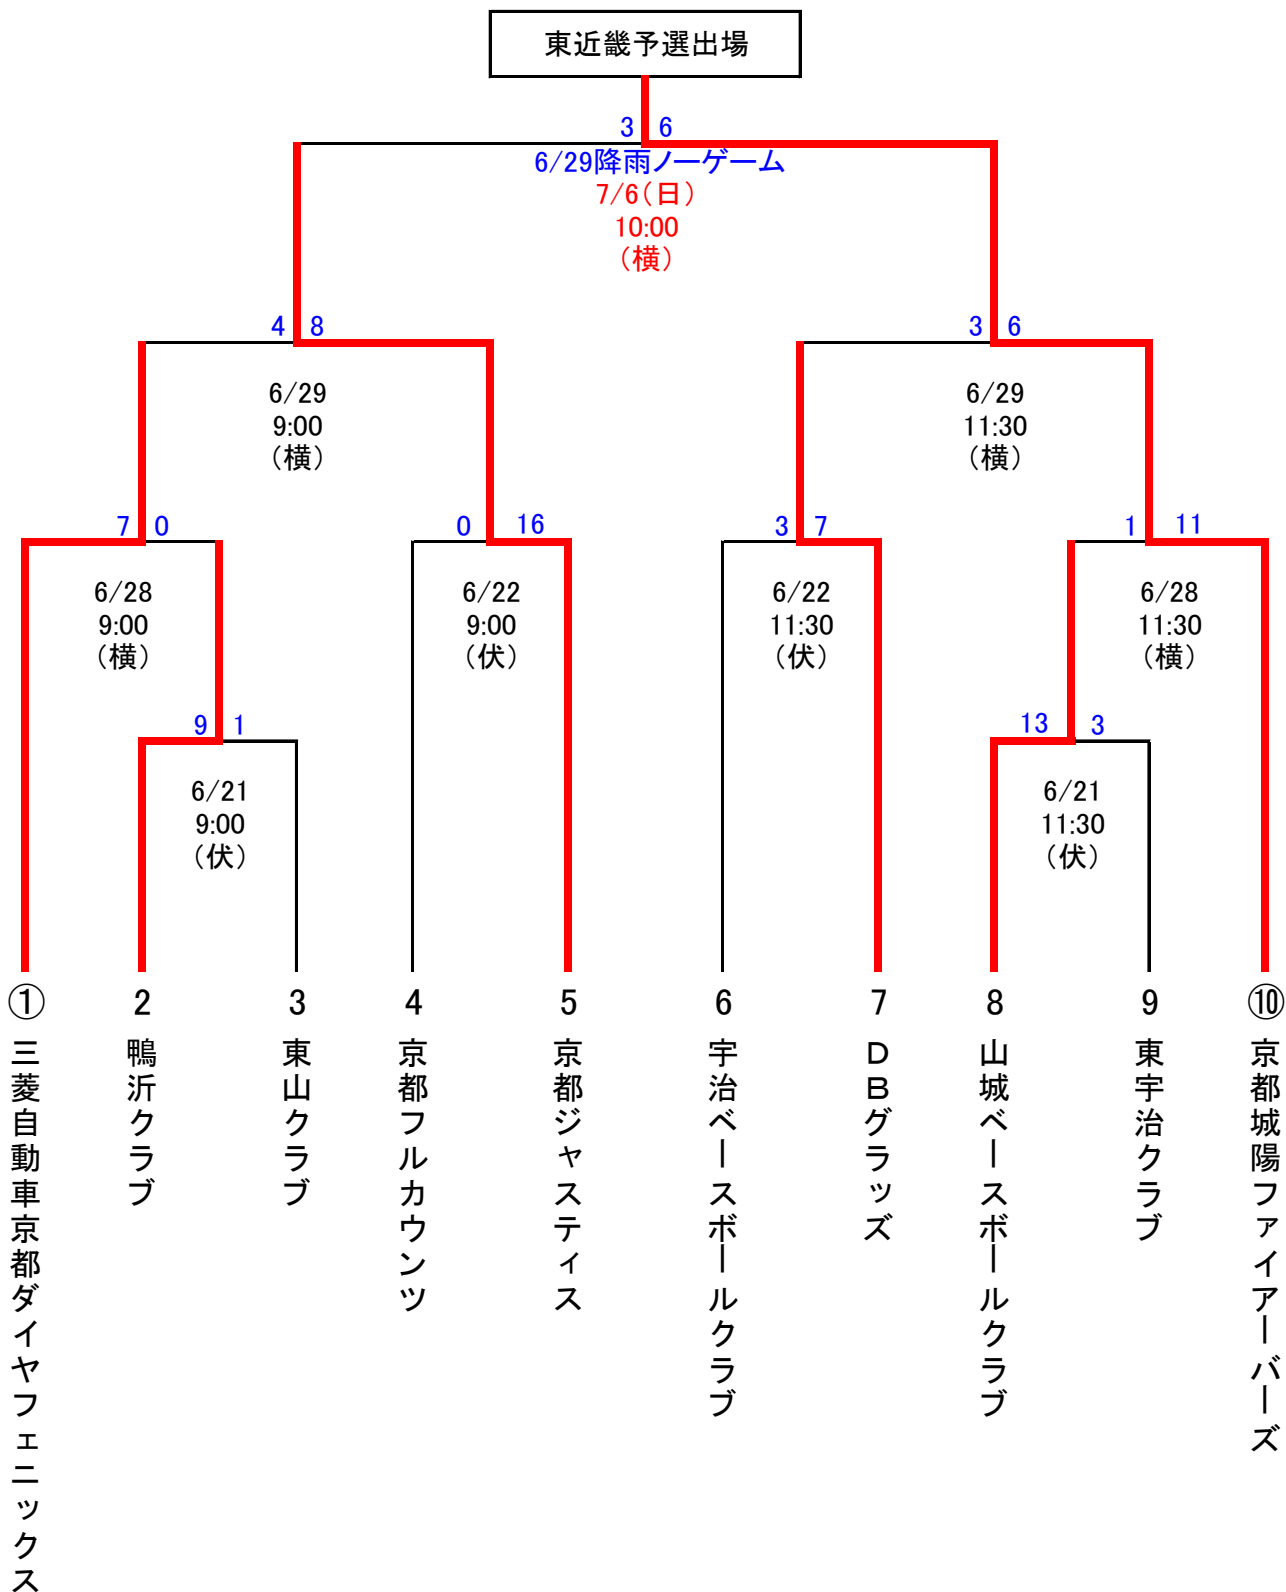 東近畿予選出場
3 6
6/29降雨ノーゲーム
7/6(日)
10:00
(横)
4 8
3 6
6/29
9:00
(横)
6/29
11:30
(横)
7 0
0 16
3 7
1 11
6/28
9:00
(横)
6/22
9:00
(伏)
6/22
11:30
(伏)
6/28
11:30
(横)
9 1
13 3
6/21
9:00
(伏)
6/21
11:30
(伏)
① 三菱自動車京都ダイヤフェニックス
2 鴨沂クラブ
3 東山クラブ
4 京都フルカウンツ
5 京都ジャスティス
6 宇治ベースボールクラブ
7 DBグラッズ
8 山城ベースボールクラブ
9 東宇治クラブ
⑩ 京都城陽ファイアーバーズ